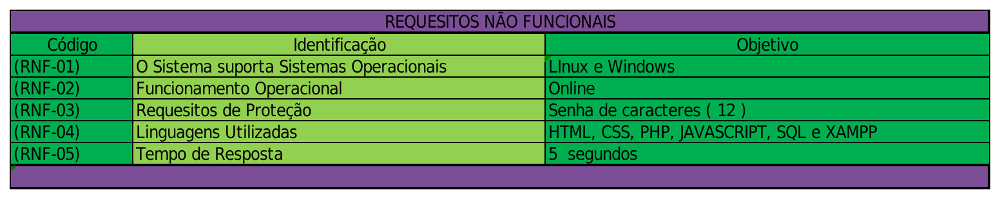 REQUESITOS NÃO FUNCIONAIS
Código Identificação Objetivo
(RNF-01) O Sistema suporta Sistemas Operacionais LInux e Windows
(RNF-02) Funcionamento Operacional Online
(RNF-03) Requesitos de Proteção Senha de caracteres ( 12 )
(RNF-04) Linguagens Utilizadas HTML, CSS, PHP, JAVASCRIPT, SQL e XAMPP
(RNF-05) Tempo de Resposta 5  segundos